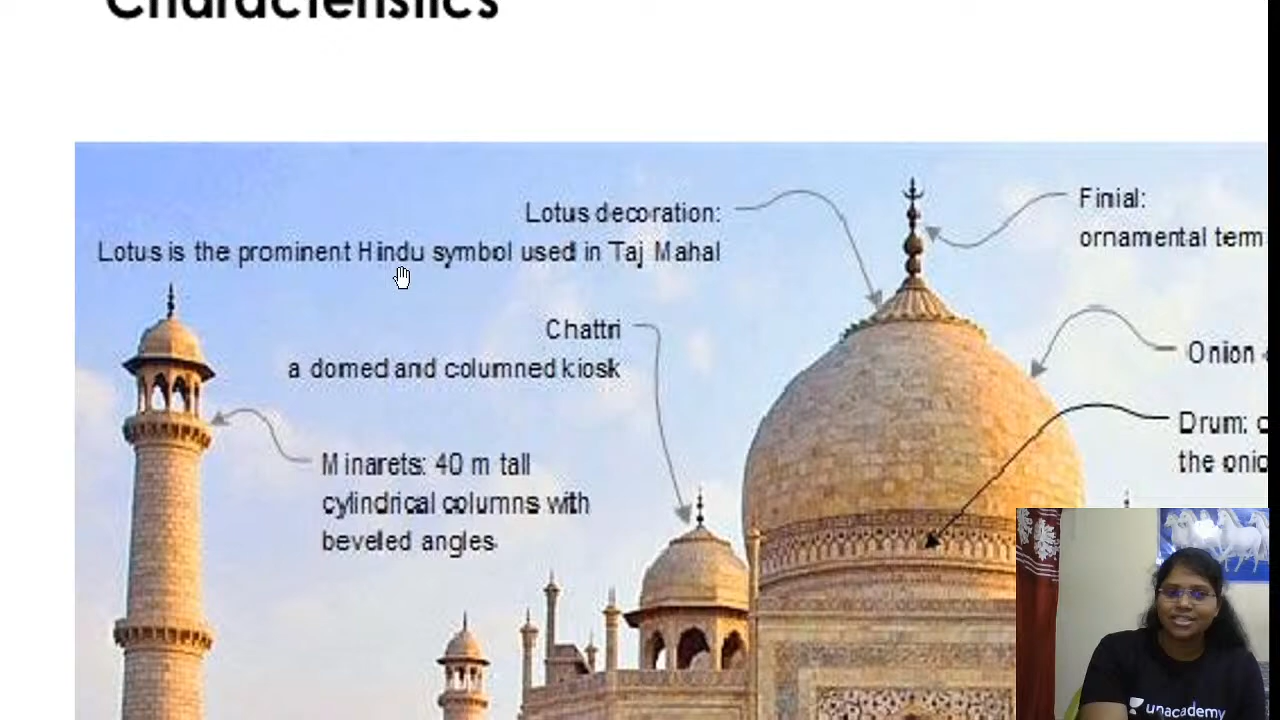 Characteristics
Lotus decoration:
Lotus is the prominent Hindu symbol used in Taj Mahal
Finial:
ornamental term
Chattri
a domed and columned kiosk
Onion
Drum:
the onio
Minarets: 40 m tall
cylindrical columns with
beveled angles
unacademy